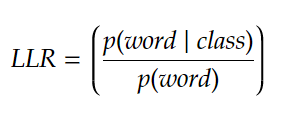 LLR = ( p(word | class) / p(word) )